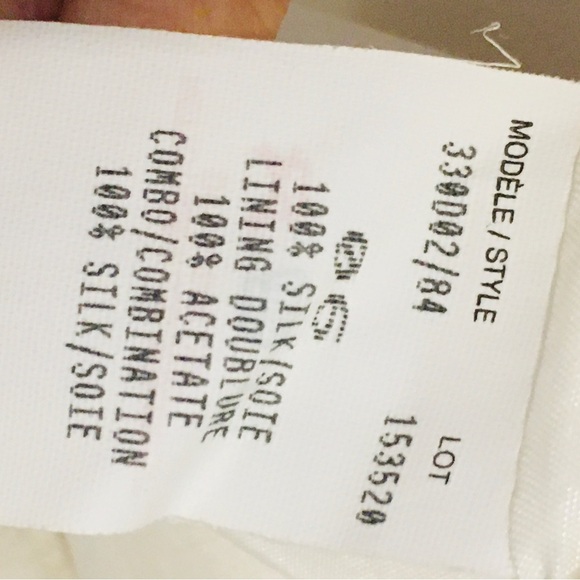 MODÈLE / STYLE LOT
330D02/84 153520
100% SILK/SOIE
LINING DOUBLURE
100% ACETATE
COMBO/COMBINATION
100% SILK/SOIE